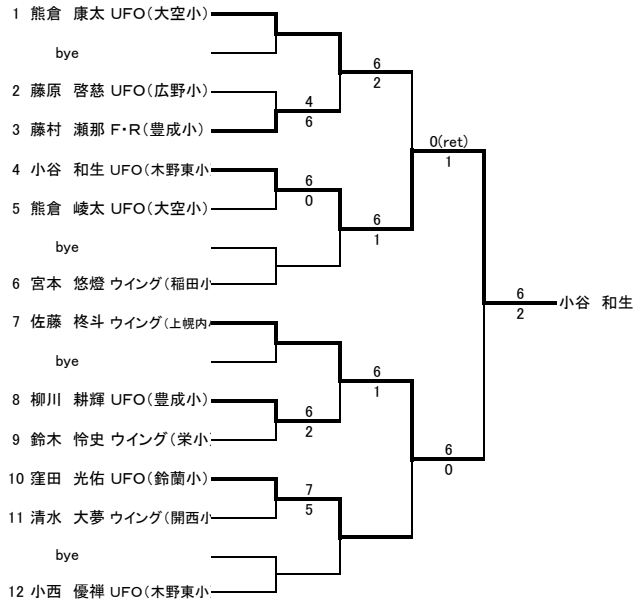 1 熊倉 康太 UFO(大空小)
bye
2 藤原 啓慈 UFO(広野小)
3 藤村 瀬那 F・R(豊成小)
4 小谷 和生 UFO(木野東小
5 熊倉 崚太 UFO(大空小)
bye
6 宮本 悠燈 ウイング(稲田小
7 佐藤 柊斗 ウイング(上幌内
bye
8 柳川 耕輝 UFO(豊成小)
9 鈴木 怜史 ウイング(栄小
10 窪田 光佑 UFO(鈴蘭小)
11 清水 大夢 ウイング(開西小
bye
12 小西 優禅 UFO(木野東小
4
6
6
0
6
2
7
5
6
2
6
1
6
1
0(ret)
1
6
0
6
2
小谷 和生